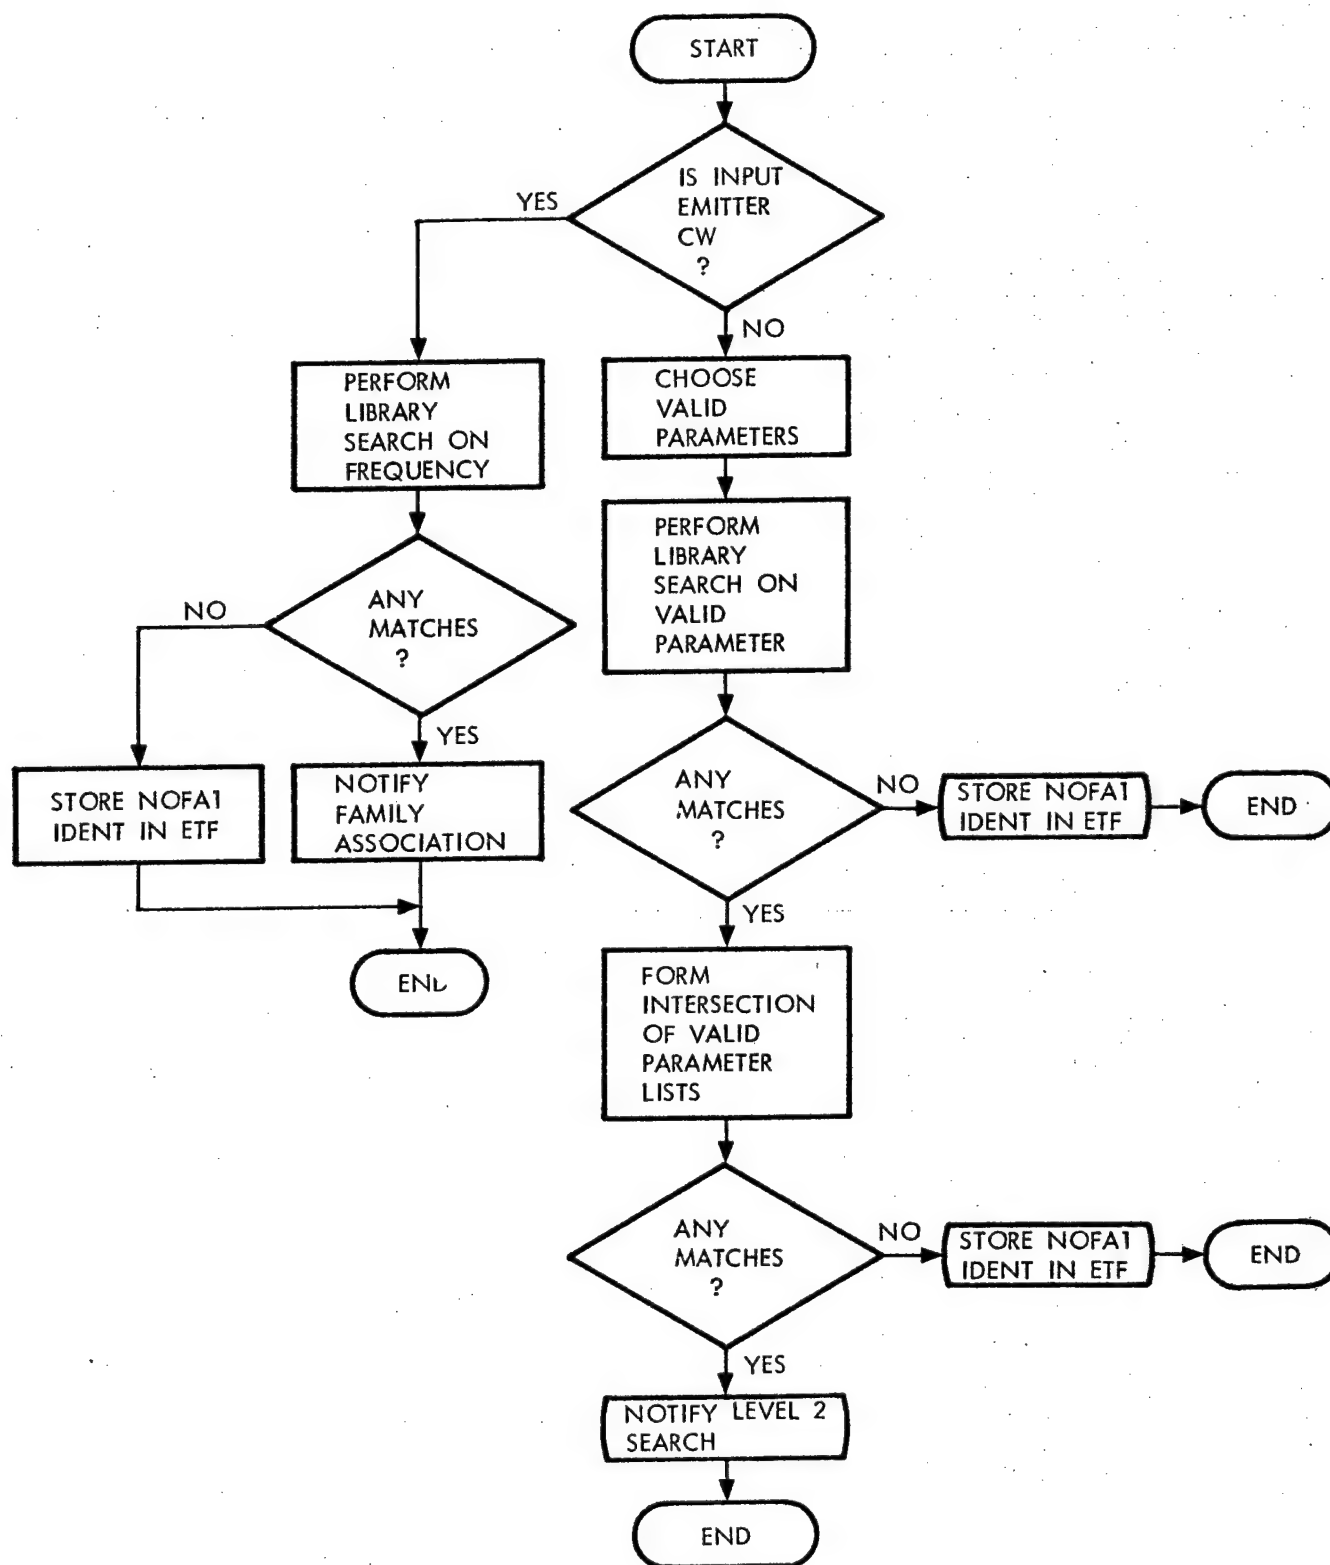 START
IS INPUT
EMITTER
CW
?
YES
NO
PERFORM
LIBRARY
SEARCH ON
FREQUENCY
CHOOSE
VALID
PARAMETERS
PERFORM
LIBRARY
SEARCH ON
VALID
PARAMETER
ANY
MATCHES
?
NO
YES
STORE NOFA1
IDENT IN ETF
NOTIFY
FAMILY
ASSOCIATION
END
ANY
MATCHES
?
NO
STORE NOFA1
IDENT IN ETF
END
YES
FORM
INTERSECTION
OF VALID
PARAMETER
LISTS
ANY
MATCHES
?
NO
STORE NOFA1
IDENT IN ETF
END
YES
NOTIFY LEVEL 2
SEARCH
END